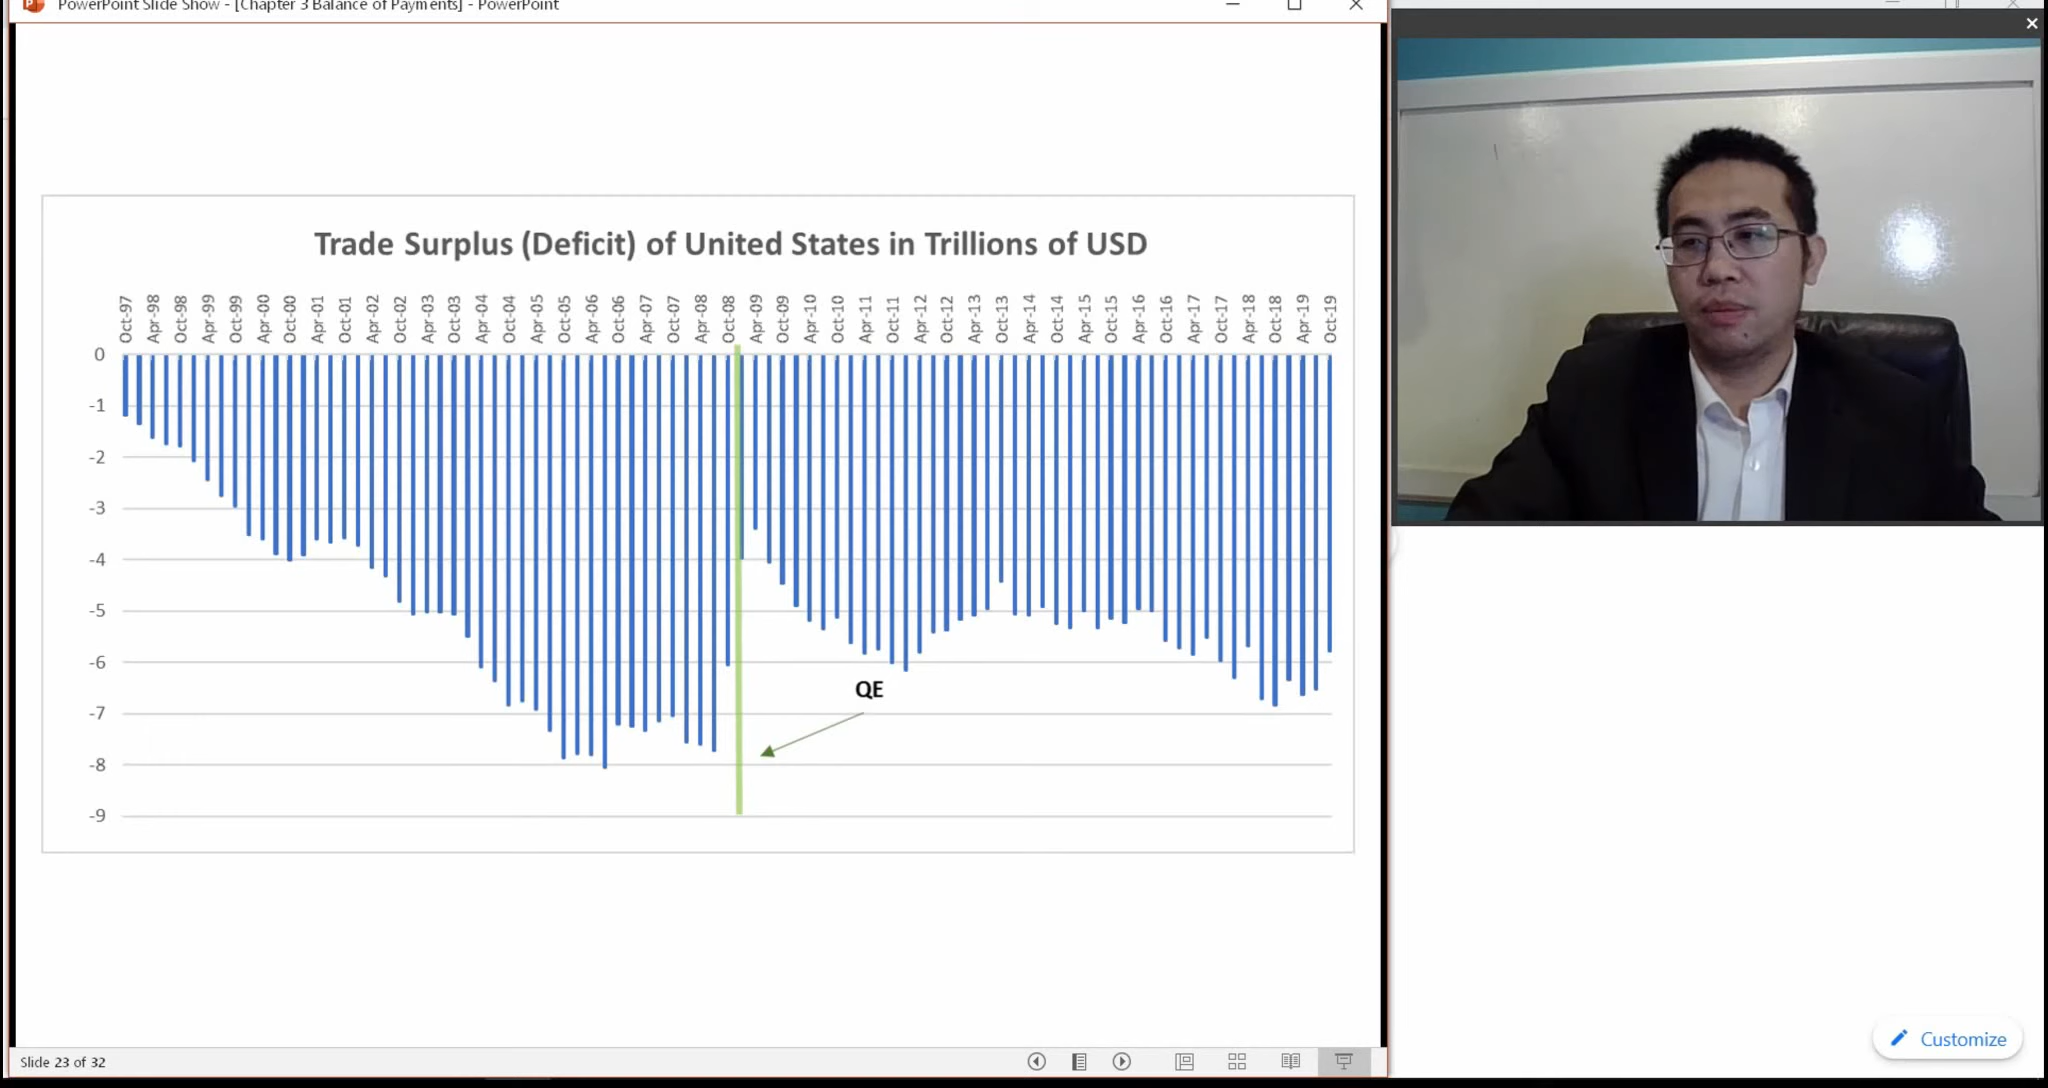 PowerPoint Slide Show - [Chapter 3 Balance of Payments] - PowerPoint
Trade Surplus (Deficit) of United States in Trillions of USD
Oct-97 Apr-98 Oct-98 Apr-99 Oct-99 Apr-00 Oct-00 Apr-01 Oct-01 Apr-02 Oct-02 Apr-03 Oct-03 Apr-04 Oct-04 Apr-05 Oct-05 Apr-06 Oct-06 Apr-07 Oct-07 Apr-08 Oct-08 Apr-09 Oct-09 Apr-10 Oct-10 Apr-11 Oct-11 Apr-12 Oct-12 Apr-13 Oct-13 Apr-14 Oct-14 Apr-15 Oct-15 Apr-16 Oct-16 Apr-17 Oct-17 Apr-18 Oct-18 Apr-19 Oct-19
0
-1
-2
-3
-4
-5
-6
QE
-7
-8
-9
Slide 23 of 32
Customize